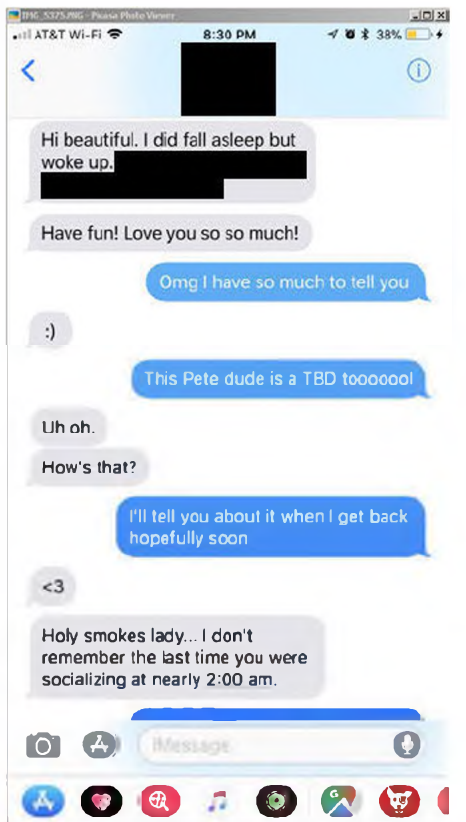 IMG_5375.PNG - Picasa Photo Viewer
AT&T Wi-Fi 8:30 PM 38%
Hi beautiful. I did fall asleep but
woke up.
Have fun! Love you so so much!
Omg I have so much to tell you
:)
This Pete dude is a TBD tooooool
Uh oh.
How's that?
I'll tell you about it when I get back
hopefully soon
<3
Holy smokes lady... I don't
remember the last time you were
socializing at nearly 2:00 am.
iMessage